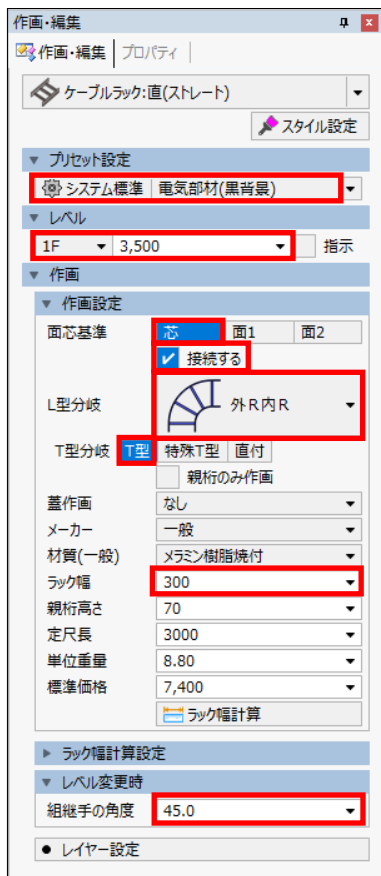 作画・編集
作画・編集 プロパティ
ケーブルラック:直(ストレート)
スタイル設定
プリセット設定
システム標準 電気部材(黒背景)
レベル
1F 3,500 指示
作画
作画設定
面芯基準 芯 面1 面2
接続する
L型分岐 外R内R
T型分岐 T型 特殊T型 直付
親桁のみ作画
蓋作画 なし
メーカー 一般
材質(一般) メラミン樹脂焼付
ラック幅 300
親桁高さ 70
定尺長 3000
単位重量 8.80
標準価格 7,400
ラック幅計算
ラック幅計算設定
レベル変更時
組継手の角度 45.0
レイヤー設定